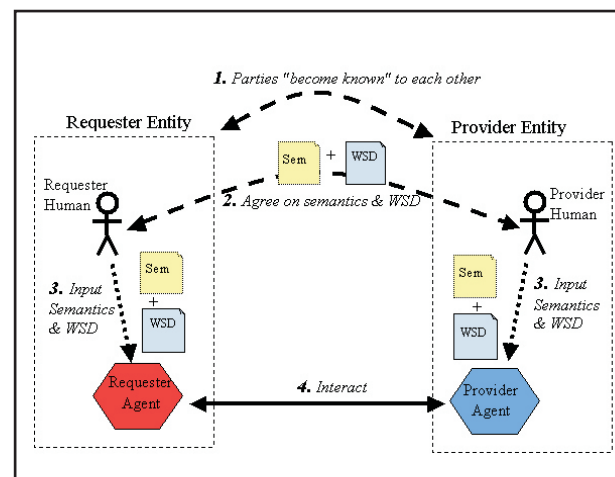 1. Parties "become known" to each other
Requester Entity
Provider Entity
Sem
+
WSD
Requester
Human
2. Agree on semantics & WSD
Provider
Human
3. Input
Semantics
& WSD
Sem
+
WSD
Sem
+
WSD
3. Input
Semantics
& WSD
Requester
Agent
4. Interact
Provider
Agent